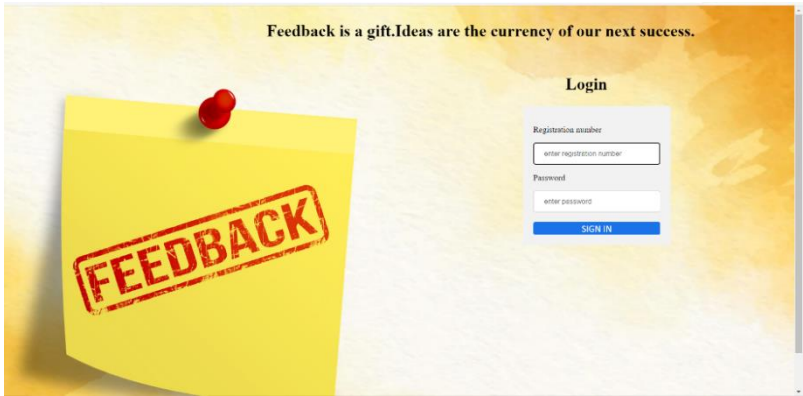 Feedback is a gift.Ideas are the currency of our next success.
Login
Registration number
enter registration number
Password
enter password
SIGN IN
FEEDBACK